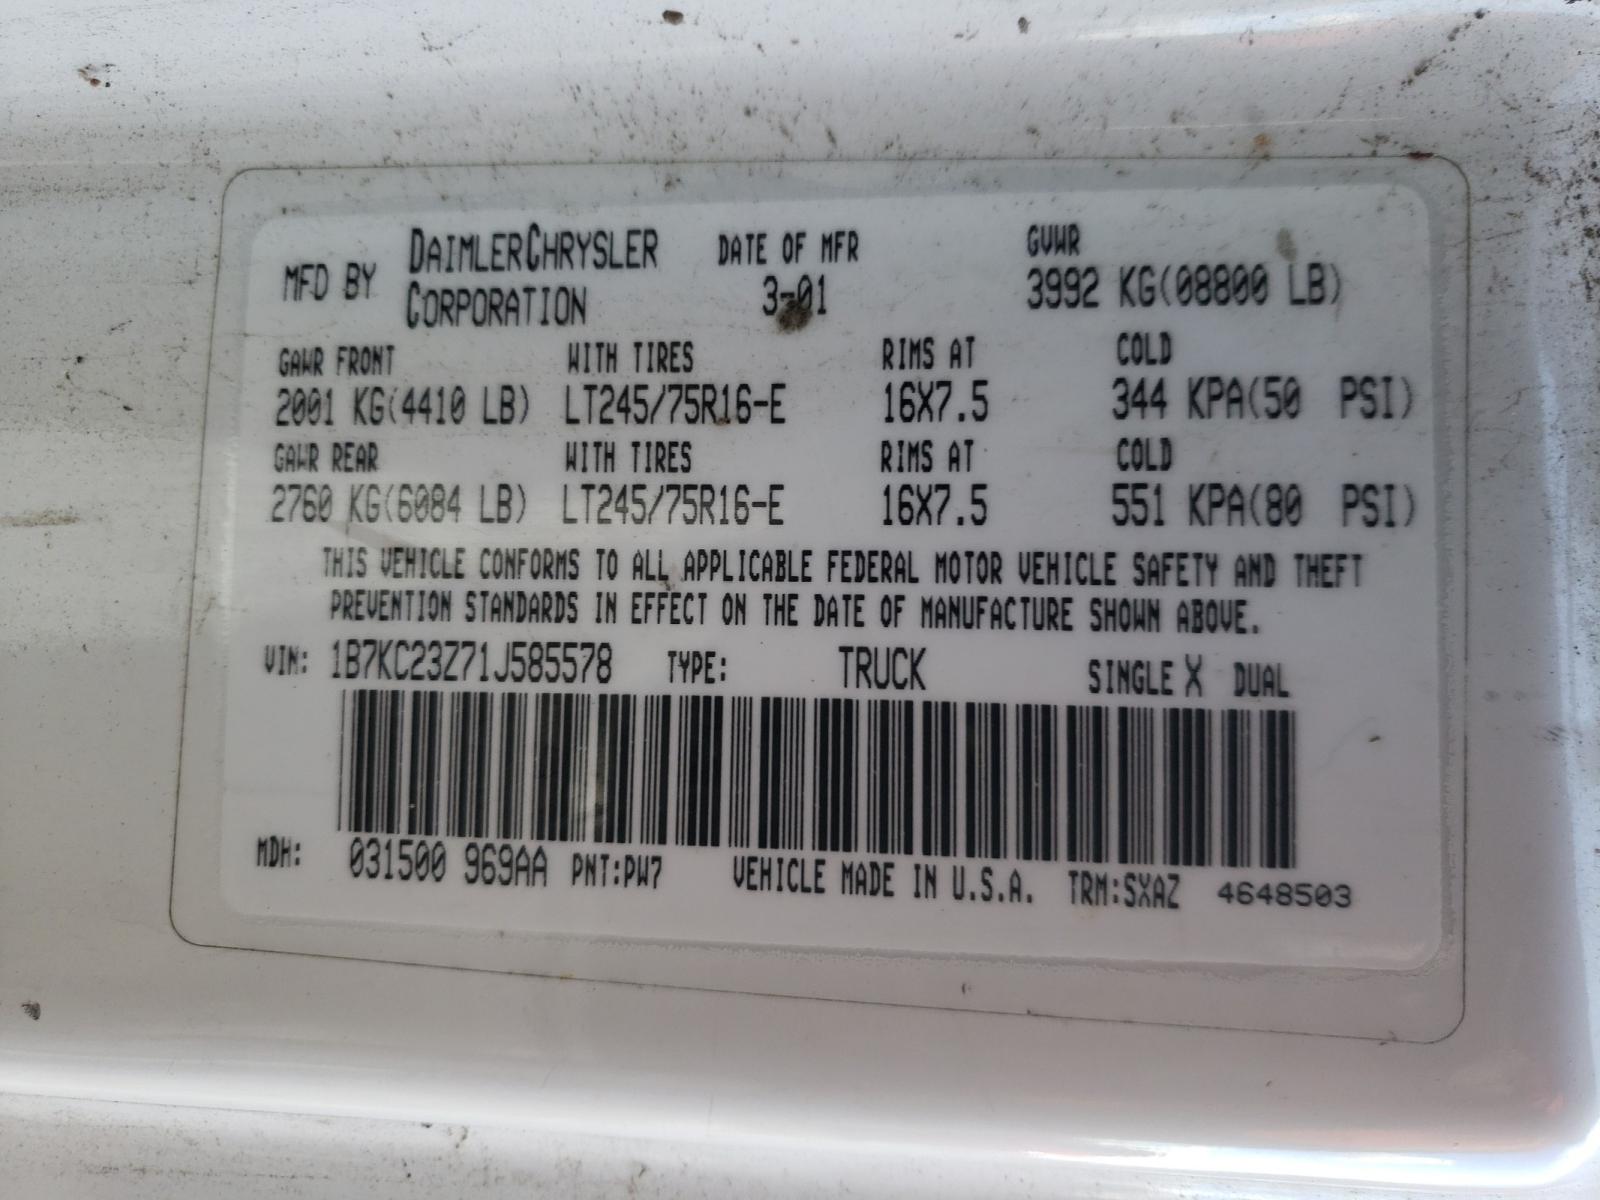 MFD BY DAIMLERCHRYSLER CORPORATION DATE OF MFR 3-01 GVWR 3992 KG(08800 LB)
GAWR FRONT WITH TIRES RIMS AT COLD
2001 KG(4410 LB) LT245/75R16-E 16X7.5 344 KPA(50 PSI)
GAWR REAR WITH TIRES RIMS AT COLD
2760 KG(6084 LB) LT245/75R16-E 16X7.5 551 KPA(80 PSI)
THIS VEHICLE CONFORMS TO ALL APPLICABLE FEDERAL MOTOR VEHICLE SAFETY AND THEFT
PREVENTION STANDARDS IN EFFECT ON THE DATE OF MANUFACTURE SHOWN ABOVE.
VIN: 1B7KC23Z71J585578 TYPE: TRUCK SINGLE X DUAL
MDH: 031500 969AA PNT:PW7 VEHICLE MADE IN U.S.A. TRM:SXAZ 4648503